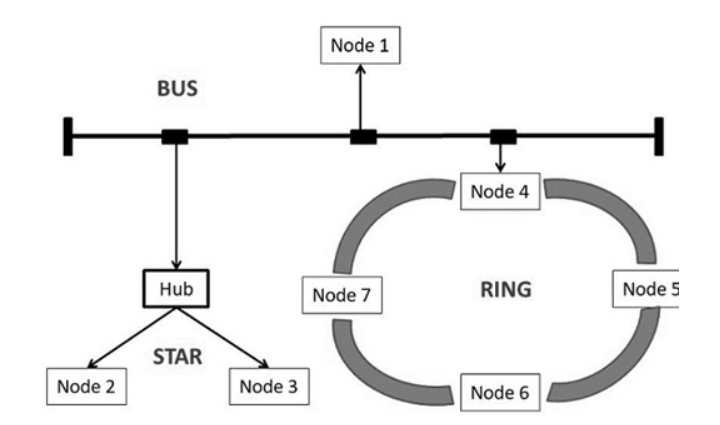 Node 1
BUS
Node 4
Hub
Node 7
RING
Node 5
STAR
Node 2
Node 3
Node 6